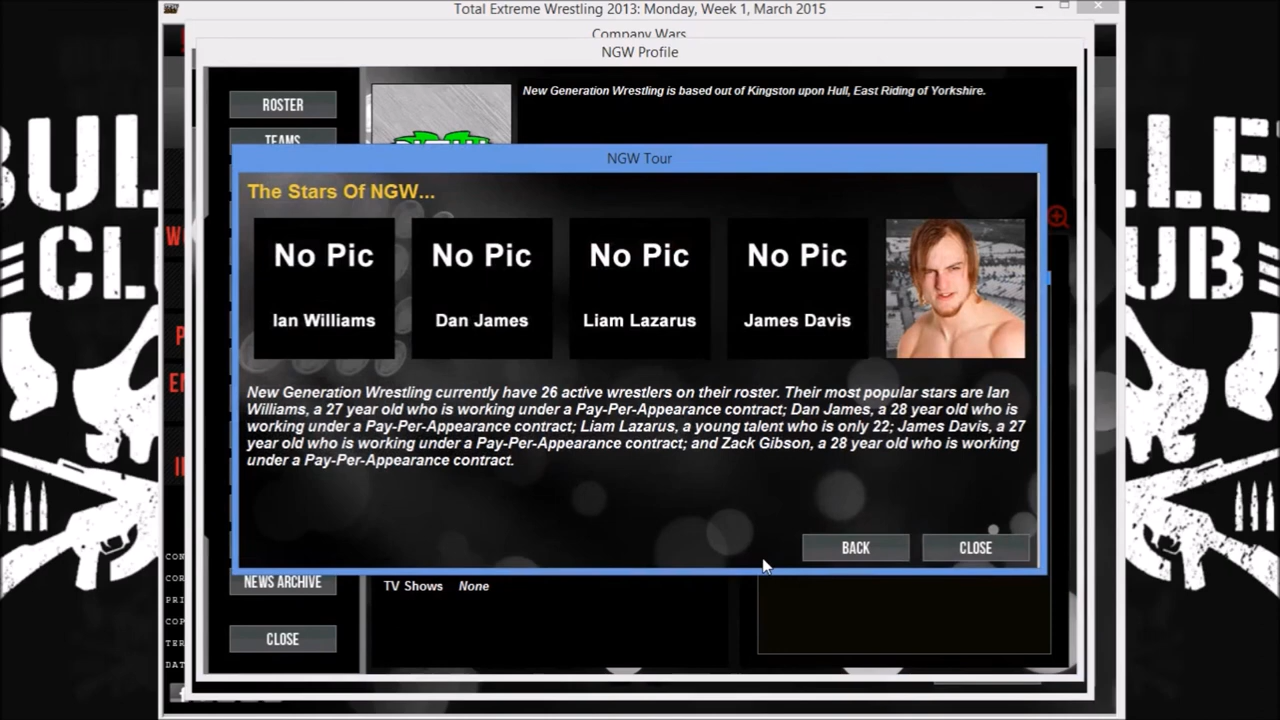 Total Extreme Wrestling 2013: Monday, Week 1, March 2015
Company Wars
NGW Profile
New Generation Wrestling is based out of Kingston upon Hull, East Riding of Yorkshire.
ROSTER
TEAMS
NGW Tour
The Stars Of NGW...
No Pic No Pic No Pic No Pic
Ian Williams Dan James Liam Lazarus James Davis
New Generation Wrestling currently have 26 active wrestlers on their roster. Their most popular stars are Ian
Williams, a 27 year old who is working under a Pay-Per-Appearance contract; Dan James, a 28 year old who is
working under a Pay-Per-Appearance contract; Liam Lazarus, a young talent who is only 22; James Davis, a 27
year old who is working under a Pay-Per-Appearance contract; and Zack Gibson, a 28 year old who is working
under a Pay-Per-Appearance contract.
BACK CLOSE
NEWS ARCHIVE
TV Shows None
CLOSE